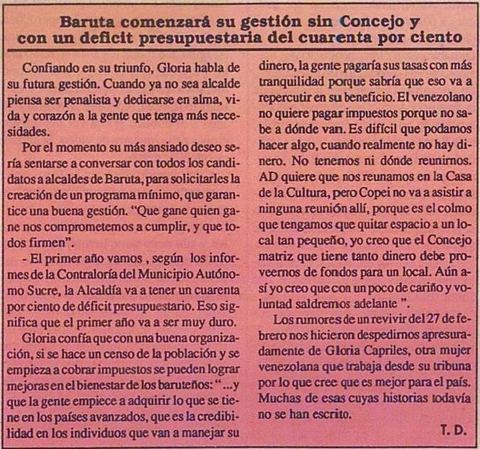 Baruta comenzará su gestión sin Concejo y
con un deficit presupuestaria del cuarenta por ciento
Confiando en su triunfo, Gloria habla de
su futura gestión. Cuando ya no sea alcalde
piensa ser penalista y dedicarse en alma, vi-
da y corazón a la gente que tenga más nece-
sidades.
Por el momento su más ansiado deseo se-
ría sentarse a conversar con todos los candi-
datos a alcaldes de Baruta, para solicitarles la
creación de un programa mínimo, que garan-
tice una buena gestión. “Que gane quien ga-
ne nos comprometemos a cumplir, y que to-
dos firmen”.
- El primer año vamos , según los infor-
mes de la Contraloría del Municipio Autóno-
mo Sucre, la Alcaldía va a tener un cuarenta
por ciento de déficit presupuestario. Eso sig-
nifica que el primer año va a ser muy duro.
Gloria confía que con una buena organiza-
ción, si se hace un censo de la población y se
empieza a cobrar impuestos se pueden lograr
mejoras en el bienestar de los baruteños: “ ...y
que la gente empiece a adquirir lo que se tie-
ne en los países avanzados, que es la credibi-
lidad en los individuos que van a manejar su
dinero, la gente pagaría sus tasas con más
tranquilidad porque sabría que eso va a
repercutir en su beneficio. El venezolano
no quiere pagar impuestos porque no sa-
be a dónde van. Es difícil que podamos
hacer algo, cuando realmente no hay di-
nero. No tenemos ni dónde reunirnos.
AD quiere que nos reunamos en la Casa
de la Cultura, pero Copei no va a asistir a
ninguna reunión allí, porque es el colmo
que tengamos que quitar espacio a un lo-
cal tan pequeño, yo creo que el Concejo
matriz que tiene tanto dinero debe pro-
veernos de fondos para un local. Aún a-
sí yo creo que con un poco de cariño y vo-
luntad saldremos adelante ”.
Los rumores de un revivir del 27 de fe-
brero nos hicieron despedirnos apresura-
damente de Gloria Capriles, otra mujer
venezolana que trabaja desde su tribuna
por lo que cree que es mejor para el país.
Muchas de esas cuyas historias todavía
no se han escrito.
T. D.